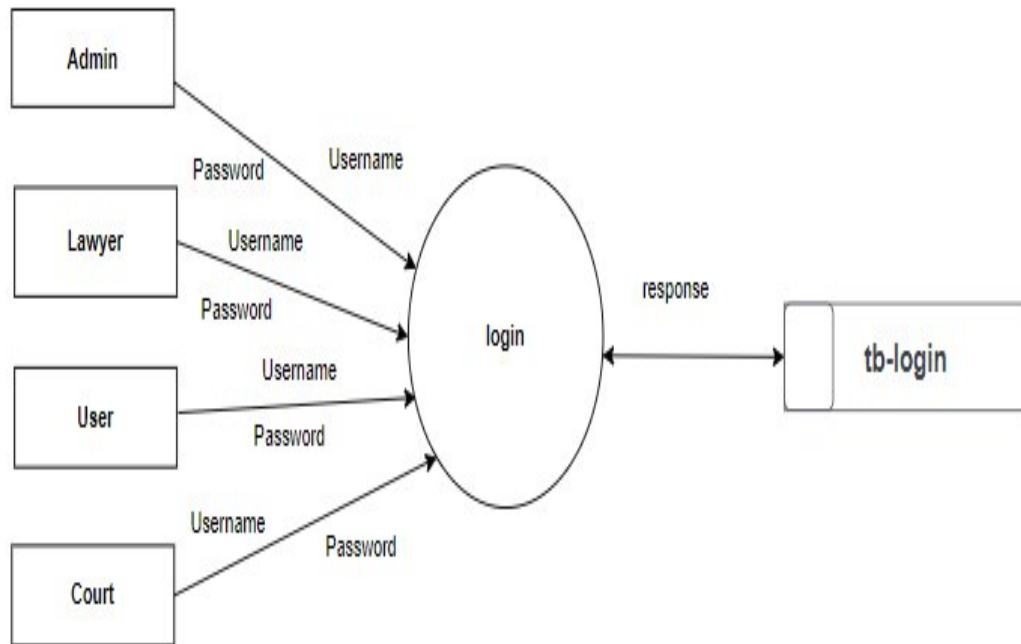 Admin
Password
Username
Lawyer
Username
Password
login
response
tb-login
User
Username
Password
Court
Username
Password